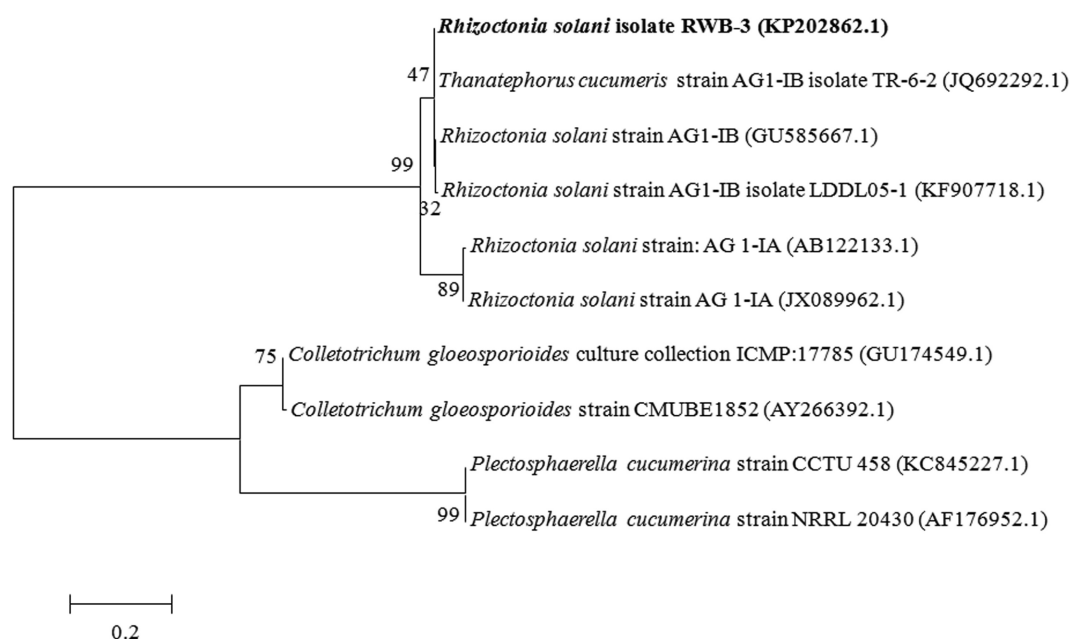 Rhizoctonia solani isolate RWB-3 (KP202862.1)
47
Thanatephorus cucumeris strain AG1-IB isolate TR-6-2 (JQ692292.1)
Rhizoctonia solani strain AG1-IB (GU585667.1)
99
Rhizoctonia solani strain AG1-IB isolate LDDL05-1 (KF907718.1)
32
Rhizoctonia solani strain: AG 1-IA (AB122133.1)
89
Rhizoctonia solani strain AG 1-IA (JX089962.1)
75
Colletotrichum gloeosporioides culture collection ICMP:17785 (GU174549.1)
Colletotrichum gloeosporioides strain CMUBE1852 (AY266392.1)
Plectosphaerella cucumerina strain CCTU 458 (KC845227.1)
99
Plectosphaerella cucumerina strain NRRL 20430 (AF176952.1)
0.2